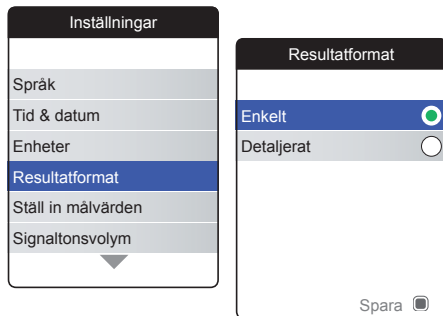 Inställningar
Språk
Tid & datum
Enheter
Resultatformat
Ställ in målvärden
Signaltonsvolym
Resultatformat
Enkelt
Detaljerat
Spara